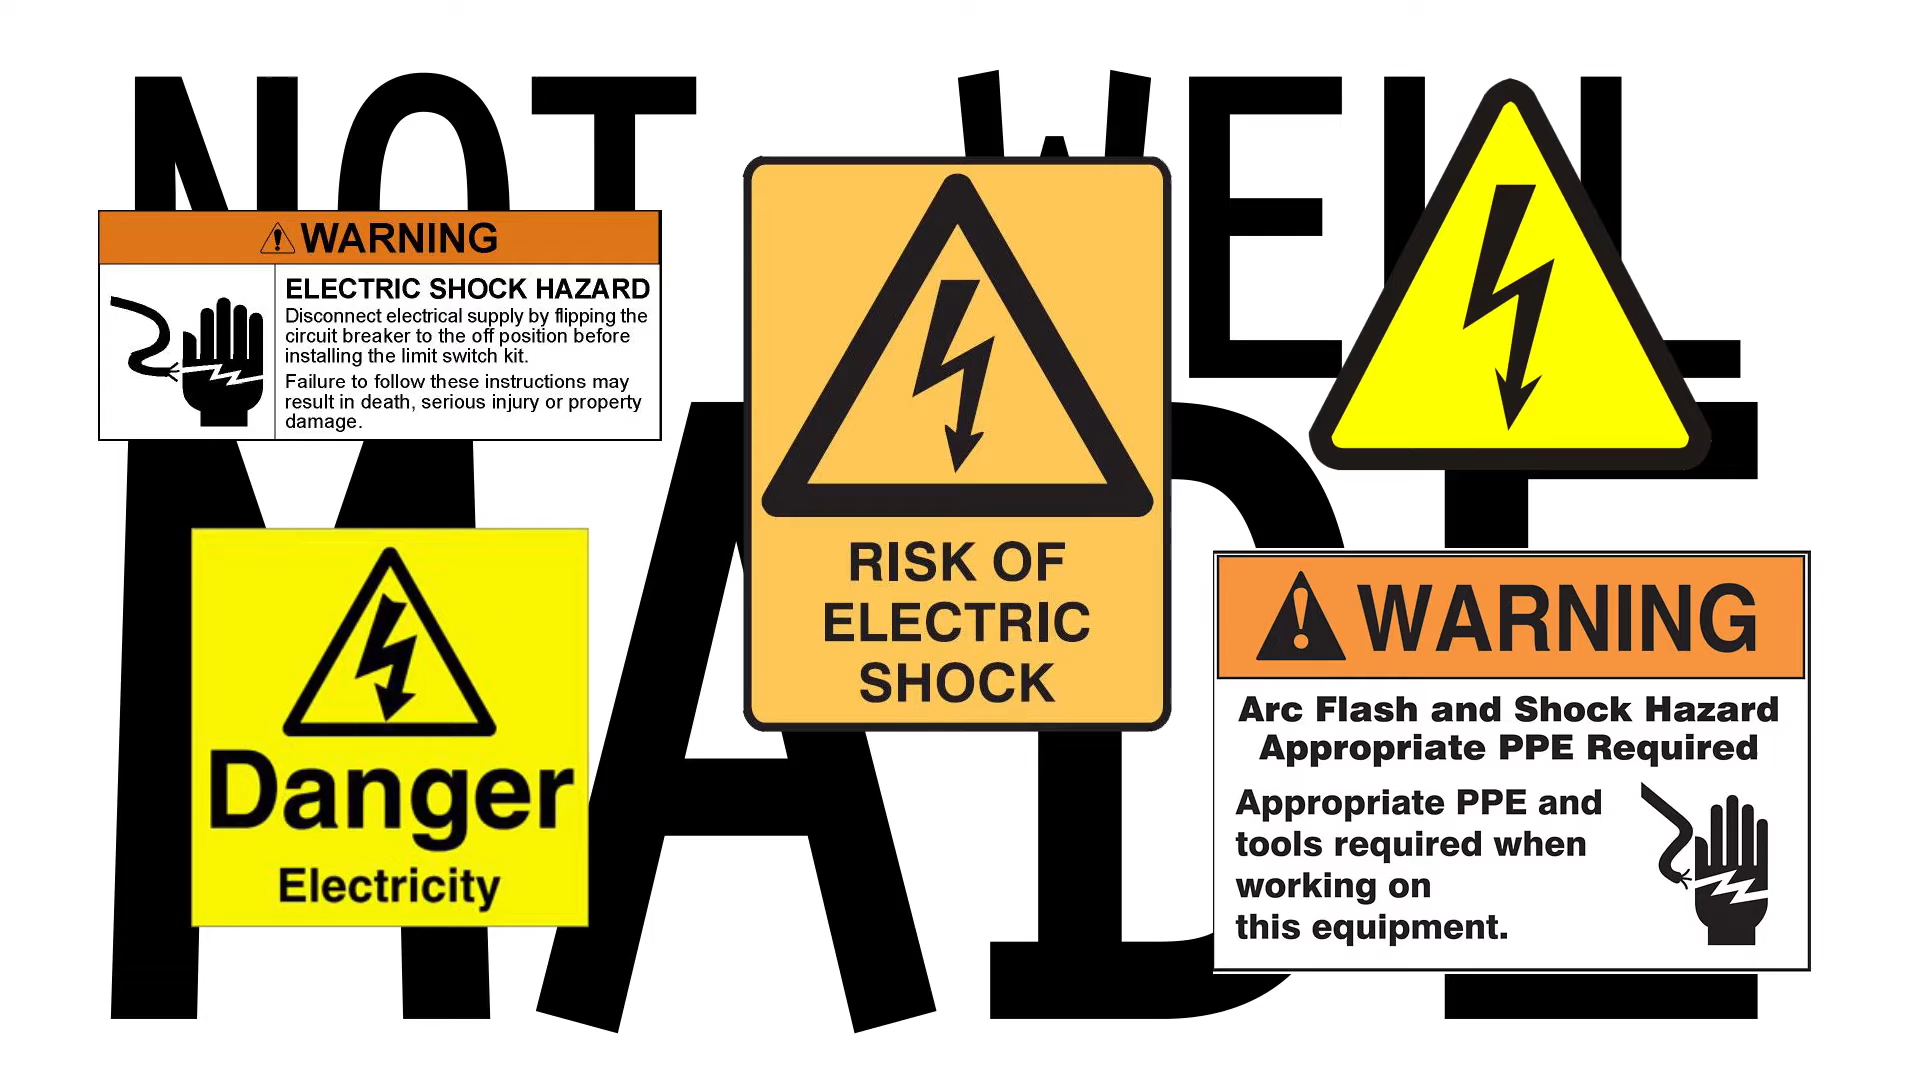 NOT WELL
MADE
WARNING
ELECTRIC SHOCK HAZARD
Disconnect electrical supply by flipping the
circuit breaker to the off position before
installing the limit switch kit.
Failure to follow these instructions may
result in death, serious injury or property
damage.
RISK OF
ELECTRIC
SHOCK
Danger
Electricity
WARNING
Arc Flash and Shock Hazard
Appropriate PPE Required
Appropriate PPE and
tools required when
working on
this equipment.